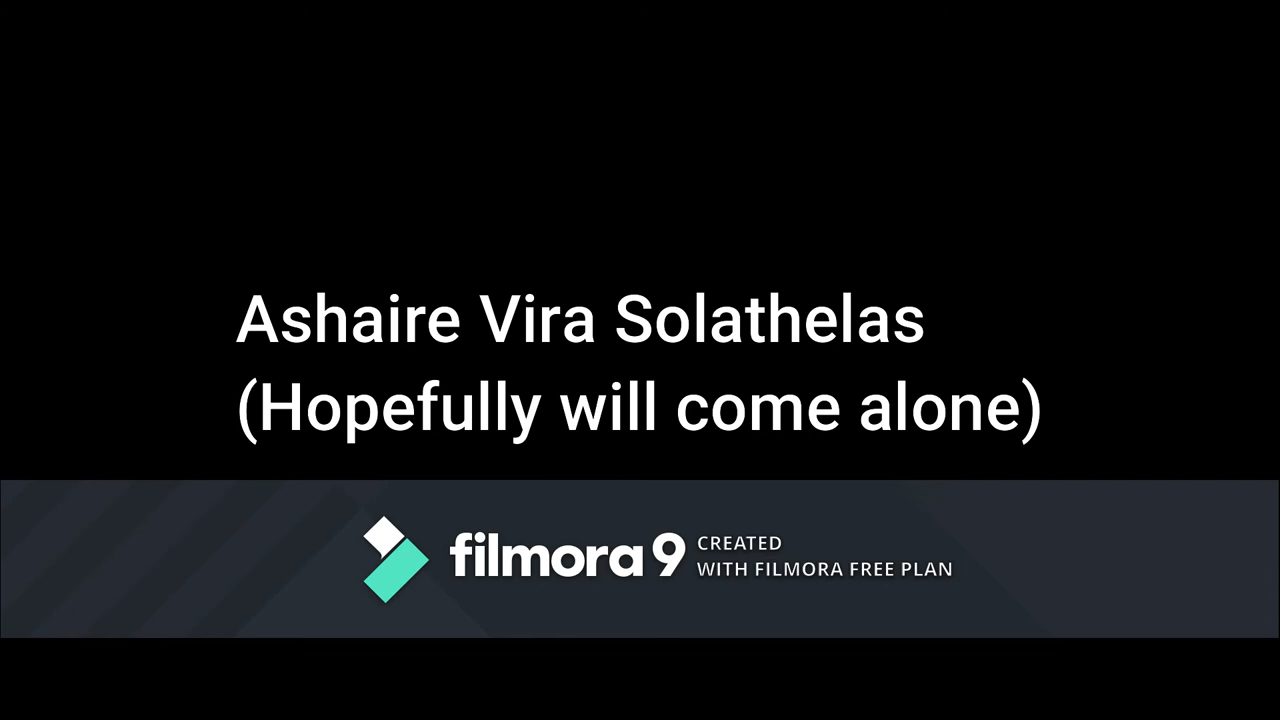 Ashaire Vira Solathelas
(Hopefully will come alone)
filmora 9 CREATED
WITH FILMORA FREE PLAN